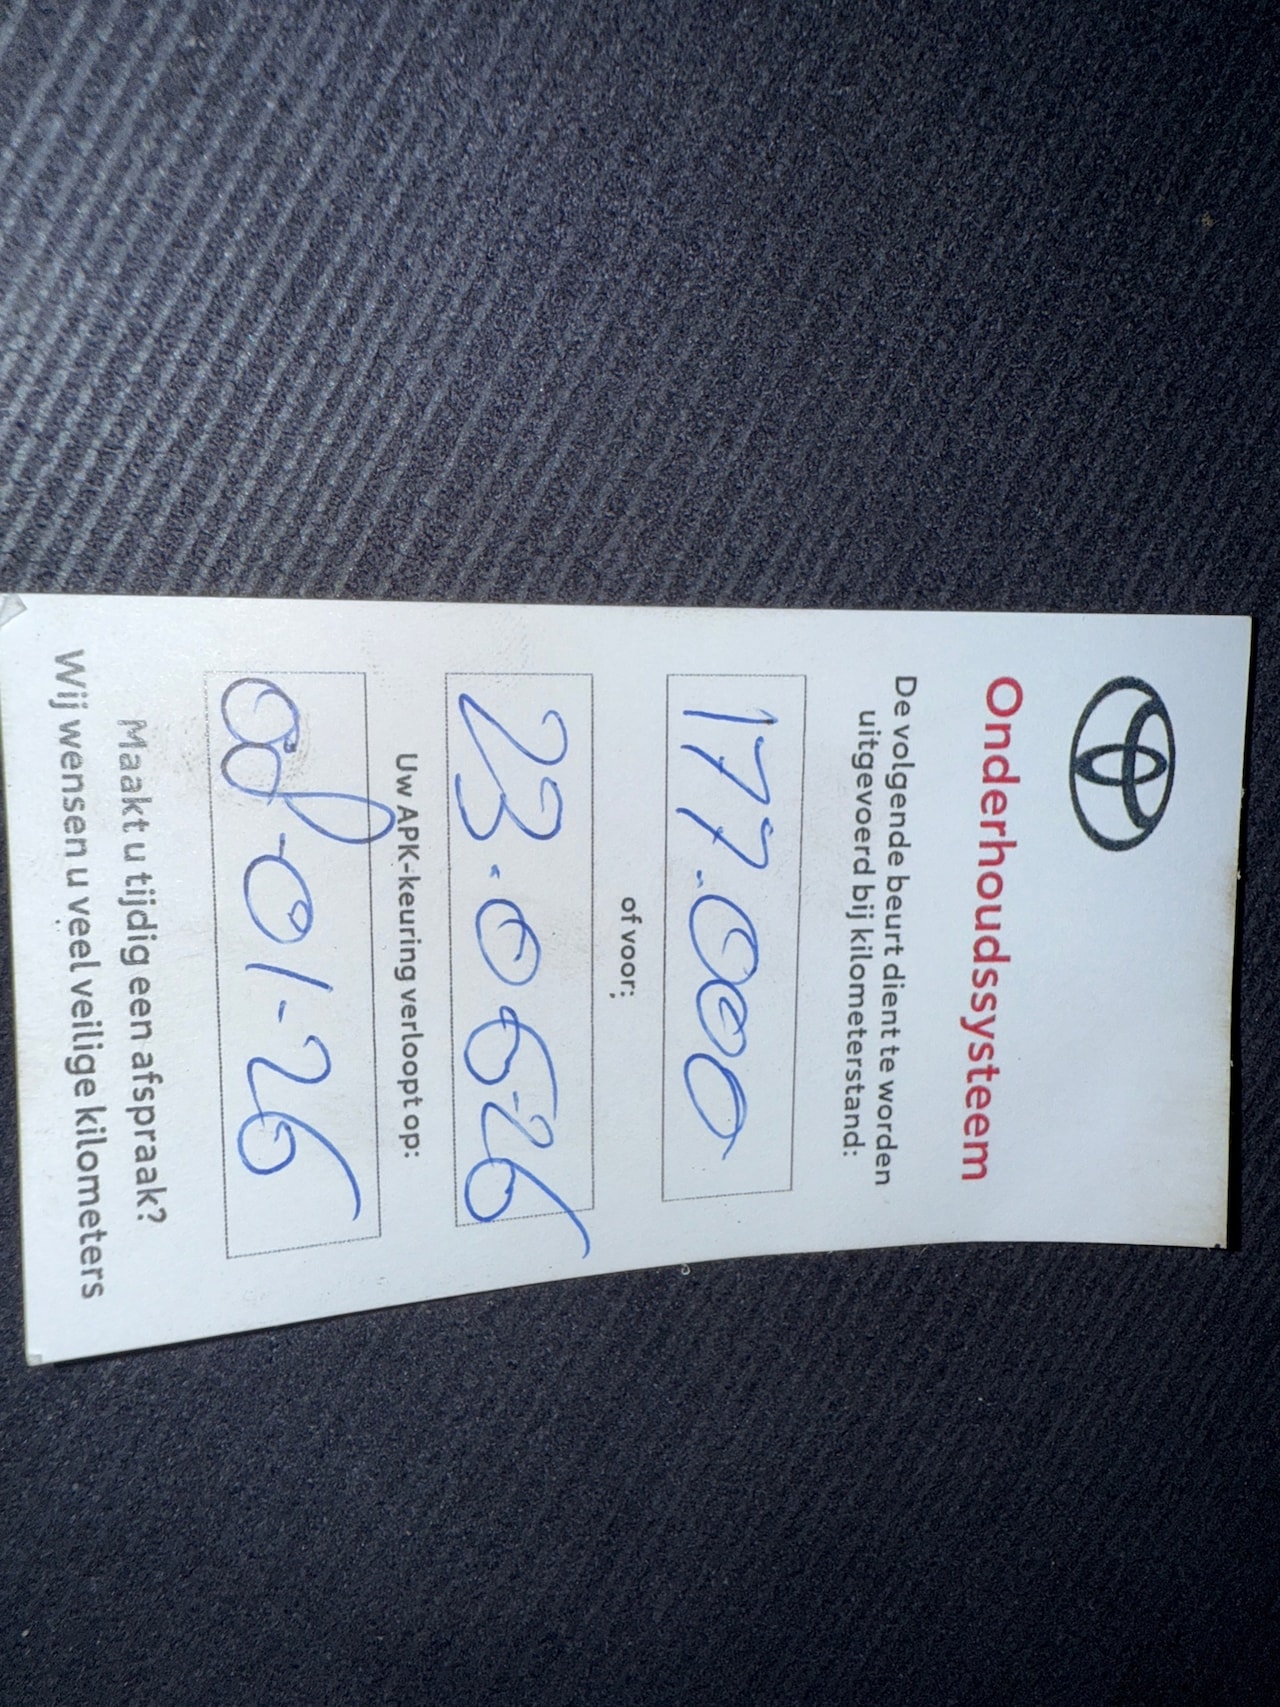 Onderhoudssysteem
De volgende beurt dient te worden
uitgevoerd bij kilometerstand:
177.000
of voor:
23.06-26
Uw APK-keuring verloopt op:
08-01-26
Maakt u tijdig een afspraak?
Wij wensen u veel veilige kilometers